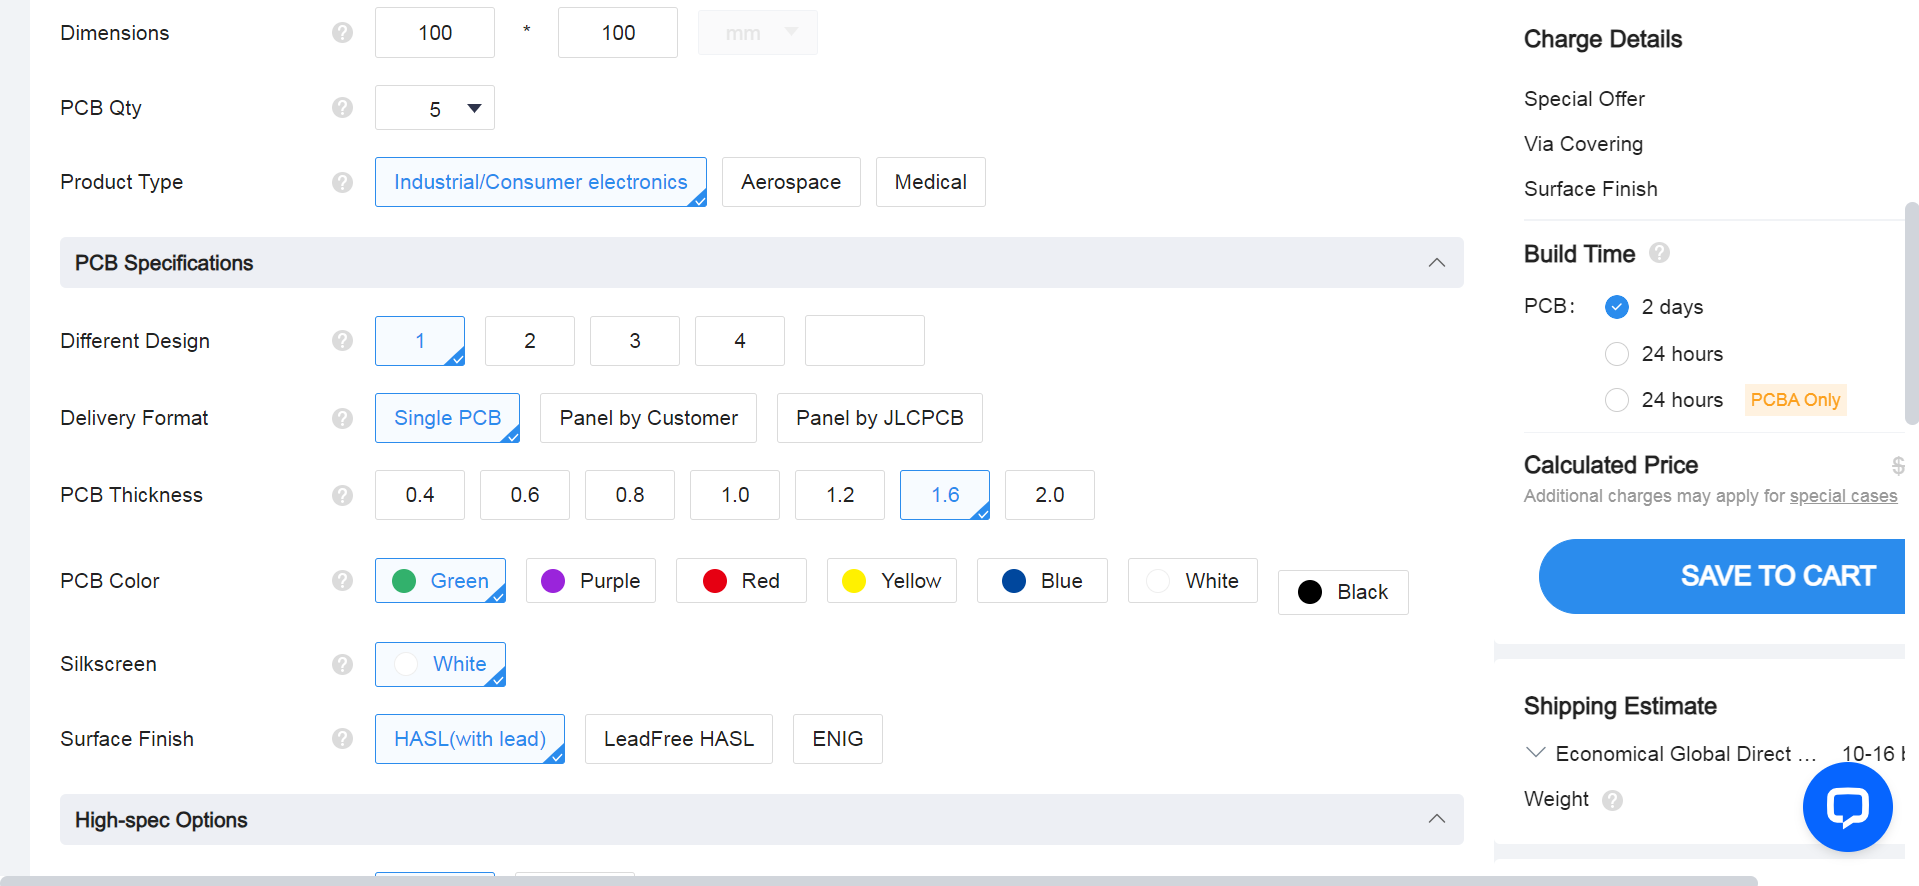 Dimensions 100 * 100 mm
PCB Qty 5
Product Type Industrial/Consumer electronics Aerospace Medical
PCB Specifications
Different Design 1 2 3 4
Delivery Format Single PCB Panel by Customer Panel by JLCPCB
PCB Thickness 0.4 0.6 0.8 1.0 1.2 1.6 2.0
PCB Color Green Purple Red Yellow Blue White Black
Silkscreen White
Surface Finish HASL(with lead) LeadFree HASL ENIG
High-spec Options
Charge Details
Special Offer
Via Covering
Surface Finish
Build Time
PCB: 2 days
24 hours
24 hours PCBA Only
Calculated Price $
Additional charges may apply for special cases
SAVE TO CART
Shipping Estimate
Economical Global Direct ... 10-16
Weight